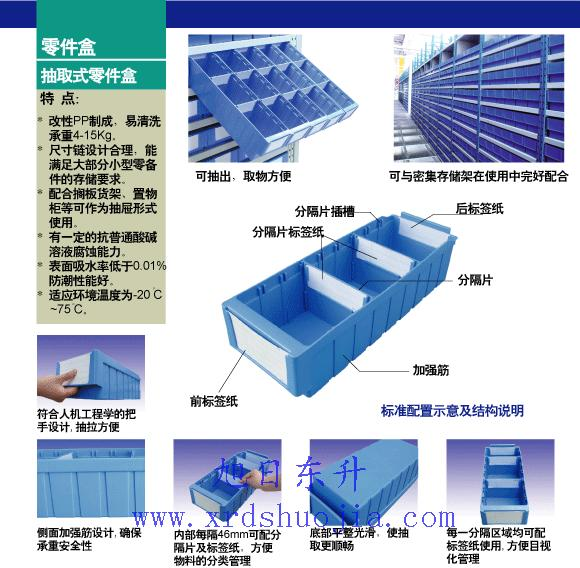 零件盒
抽取式零件盒
特 点:
* 改性PP制成，易清洗
承重4-15Kg。
* 尺寸链设计合理，能
满足大部分小型零备
件的存储要求。
* 配合搁板货架、置物
柜等可作为抽屉形式
使用。
* 有一定的抗普通酸碱
溶液腐蚀能力。
* 表面吸水率低于0.01%
防潮性能好。
* 适应环境温度为-20℃
~75℃。
可抽出，取物方便
可与密集存储架在使用中完好配合
分隔片插槽
后标签纸
分隔片标签纸
分隔片
加强筋
前标签纸
标准配置示意及结构说明
符合人机工程学的把
手设计, 抽拉方便
侧面加强筋设计, 确保
承重安全性
内部每隔46mm可配分
隔片及标签纸，方便
物料的分类管理
底部平整光滑，使抽
取更顺畅
每一分隔区域均可配
标签纸使用, 方便目视
化管理
旭日东升
www.xrdshuojia.com